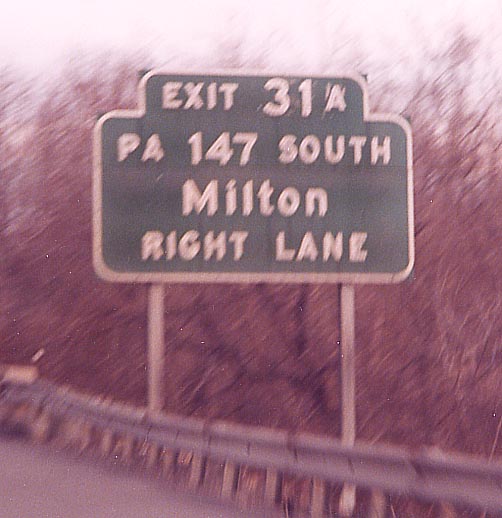 EXIT 31A
PA 147 SOUTH
Milton
RIGHT LANE